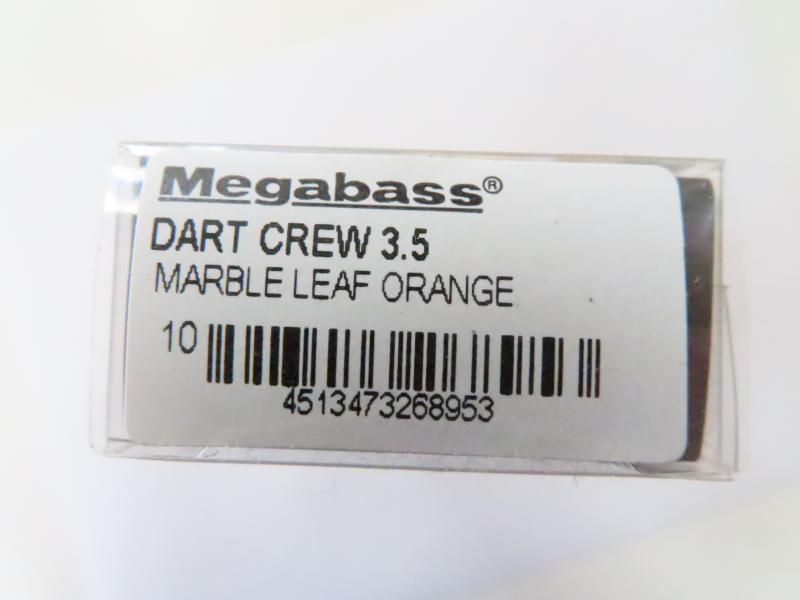 Megabass®
DART CREW 3.5
MARBLE LEAF ORANGE
10
4513473268953